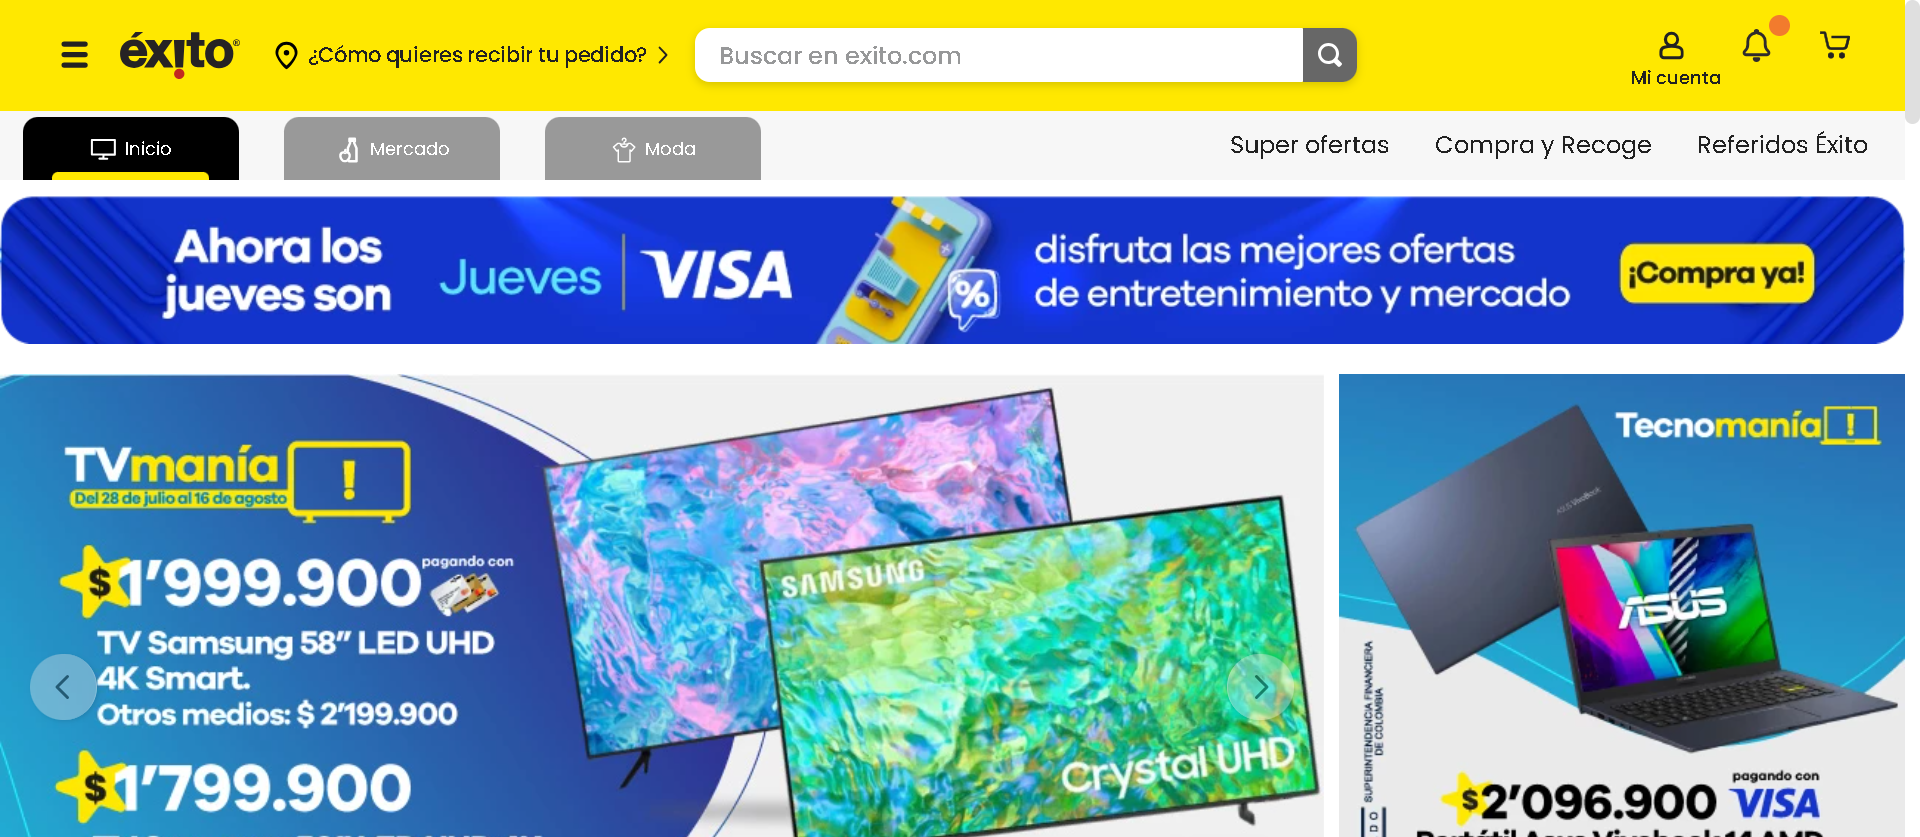 éxito®
¿Cómo quieres recibir tu pedido?
Buscar en exito.com
Mi cuenta
Inicio
Mercado
Moda
Super ofertas
Compra y Recoge
Referidos Éxito
Ahora los
jueves son
Jueves
VISA
%
disfruta las mejores ofertas
de entretenimiento y mercado
¡Compra ya!
TVmanía
!
Del 28 de julio al 16 de agosto
$1'999.900
pagando con
TV Samsung 58" LED UHD
4K Smart.
Otros medios: $ 2'199.900
$1'799.900
SAMSUNG
Crystal UHD
Tecnomanía!
ASUS VivoBook
ASUS
SUPERINTENDENCIA FINANCIERA
DE COLOMBIA
$2'096.900
pagando con
VISA